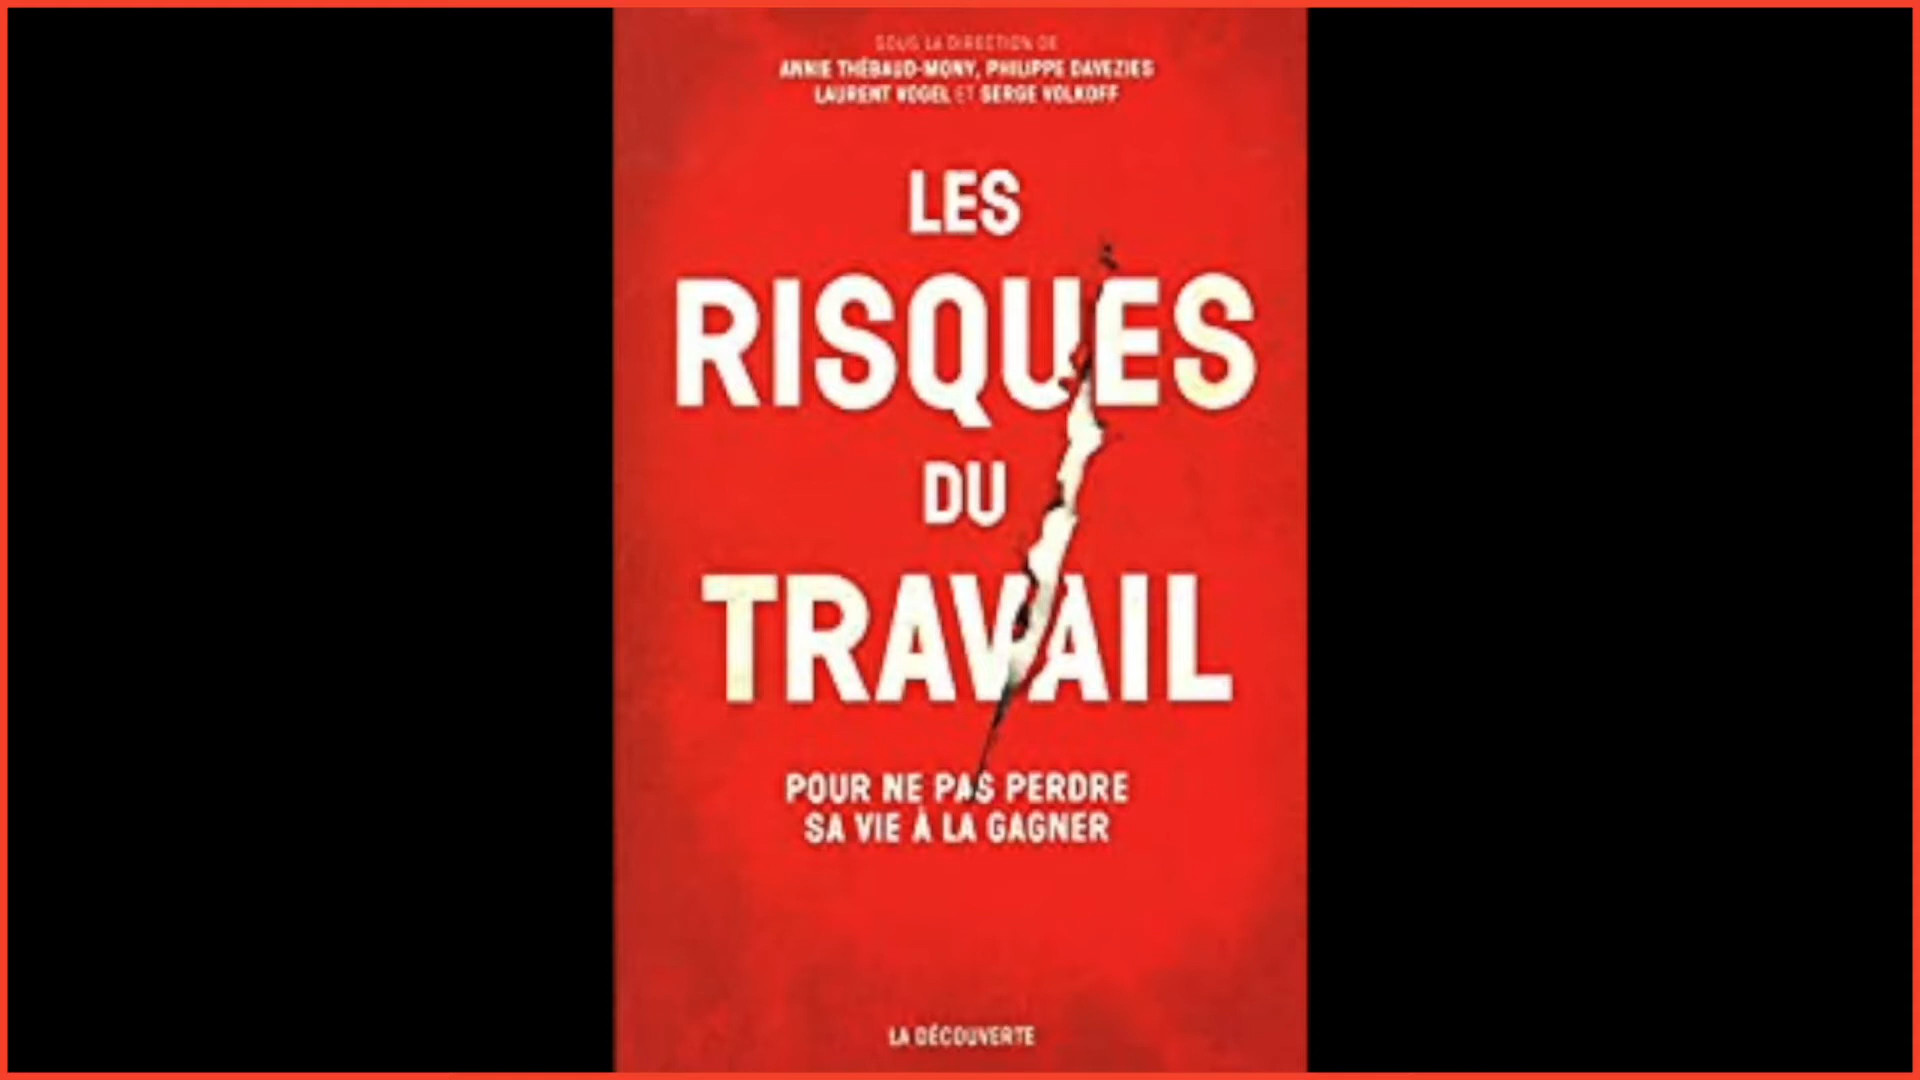 SOUS LA DIRECTION DE
ANNIE THÉBAUD-MONY, PHILIPPE DAVEZIES
LAURENT VOGEL ET SERGE VOLKOFF
LES
RISQUES
DU
TRAVAIL
POUR NE PAS PERDRE
SA VIE À LA GAGNER
LA DÉCOUVERTE